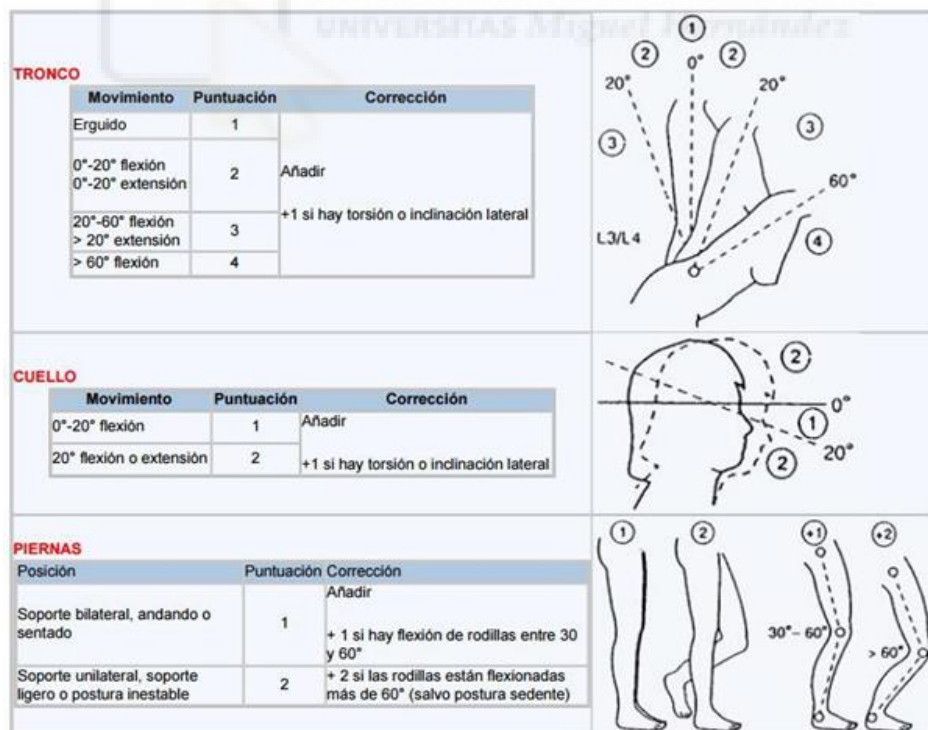 UNIVERSITAS Miguel Hernández
TRONCO
Movimiento Puntuación Corrección
Erguido 1
0°-20° flexión
0°-20° extensión 2
Añadir
+1 si hay torsión o inclinación lateral
20°-60° flexión
> 20° extensión 3
> 60° flexión 4
1
2 0° 2
20° 20°
3 3
60°
L3/L4 4
CUELLO
Movimiento Puntuación Corrección
0°-20° flexión 1 Añadir
20° flexión o extensión 2
+1 si hay torsión o inclinación lateral
2
0°
1
20°
2
PIERNAS
Posición Puntuación Corrección
Soporte bilateral, andando o
sentado 1
Añadir
+ 1 si hay flexión de rodillas entre 30
y 60°
Soporte unilateral, soporte
ligero o postura inestable 2
+ 2 si las rodillas están flexionadas
más de 60° (salvo postura sedente)
1 2 +1 +2
30°- 60° > 60°